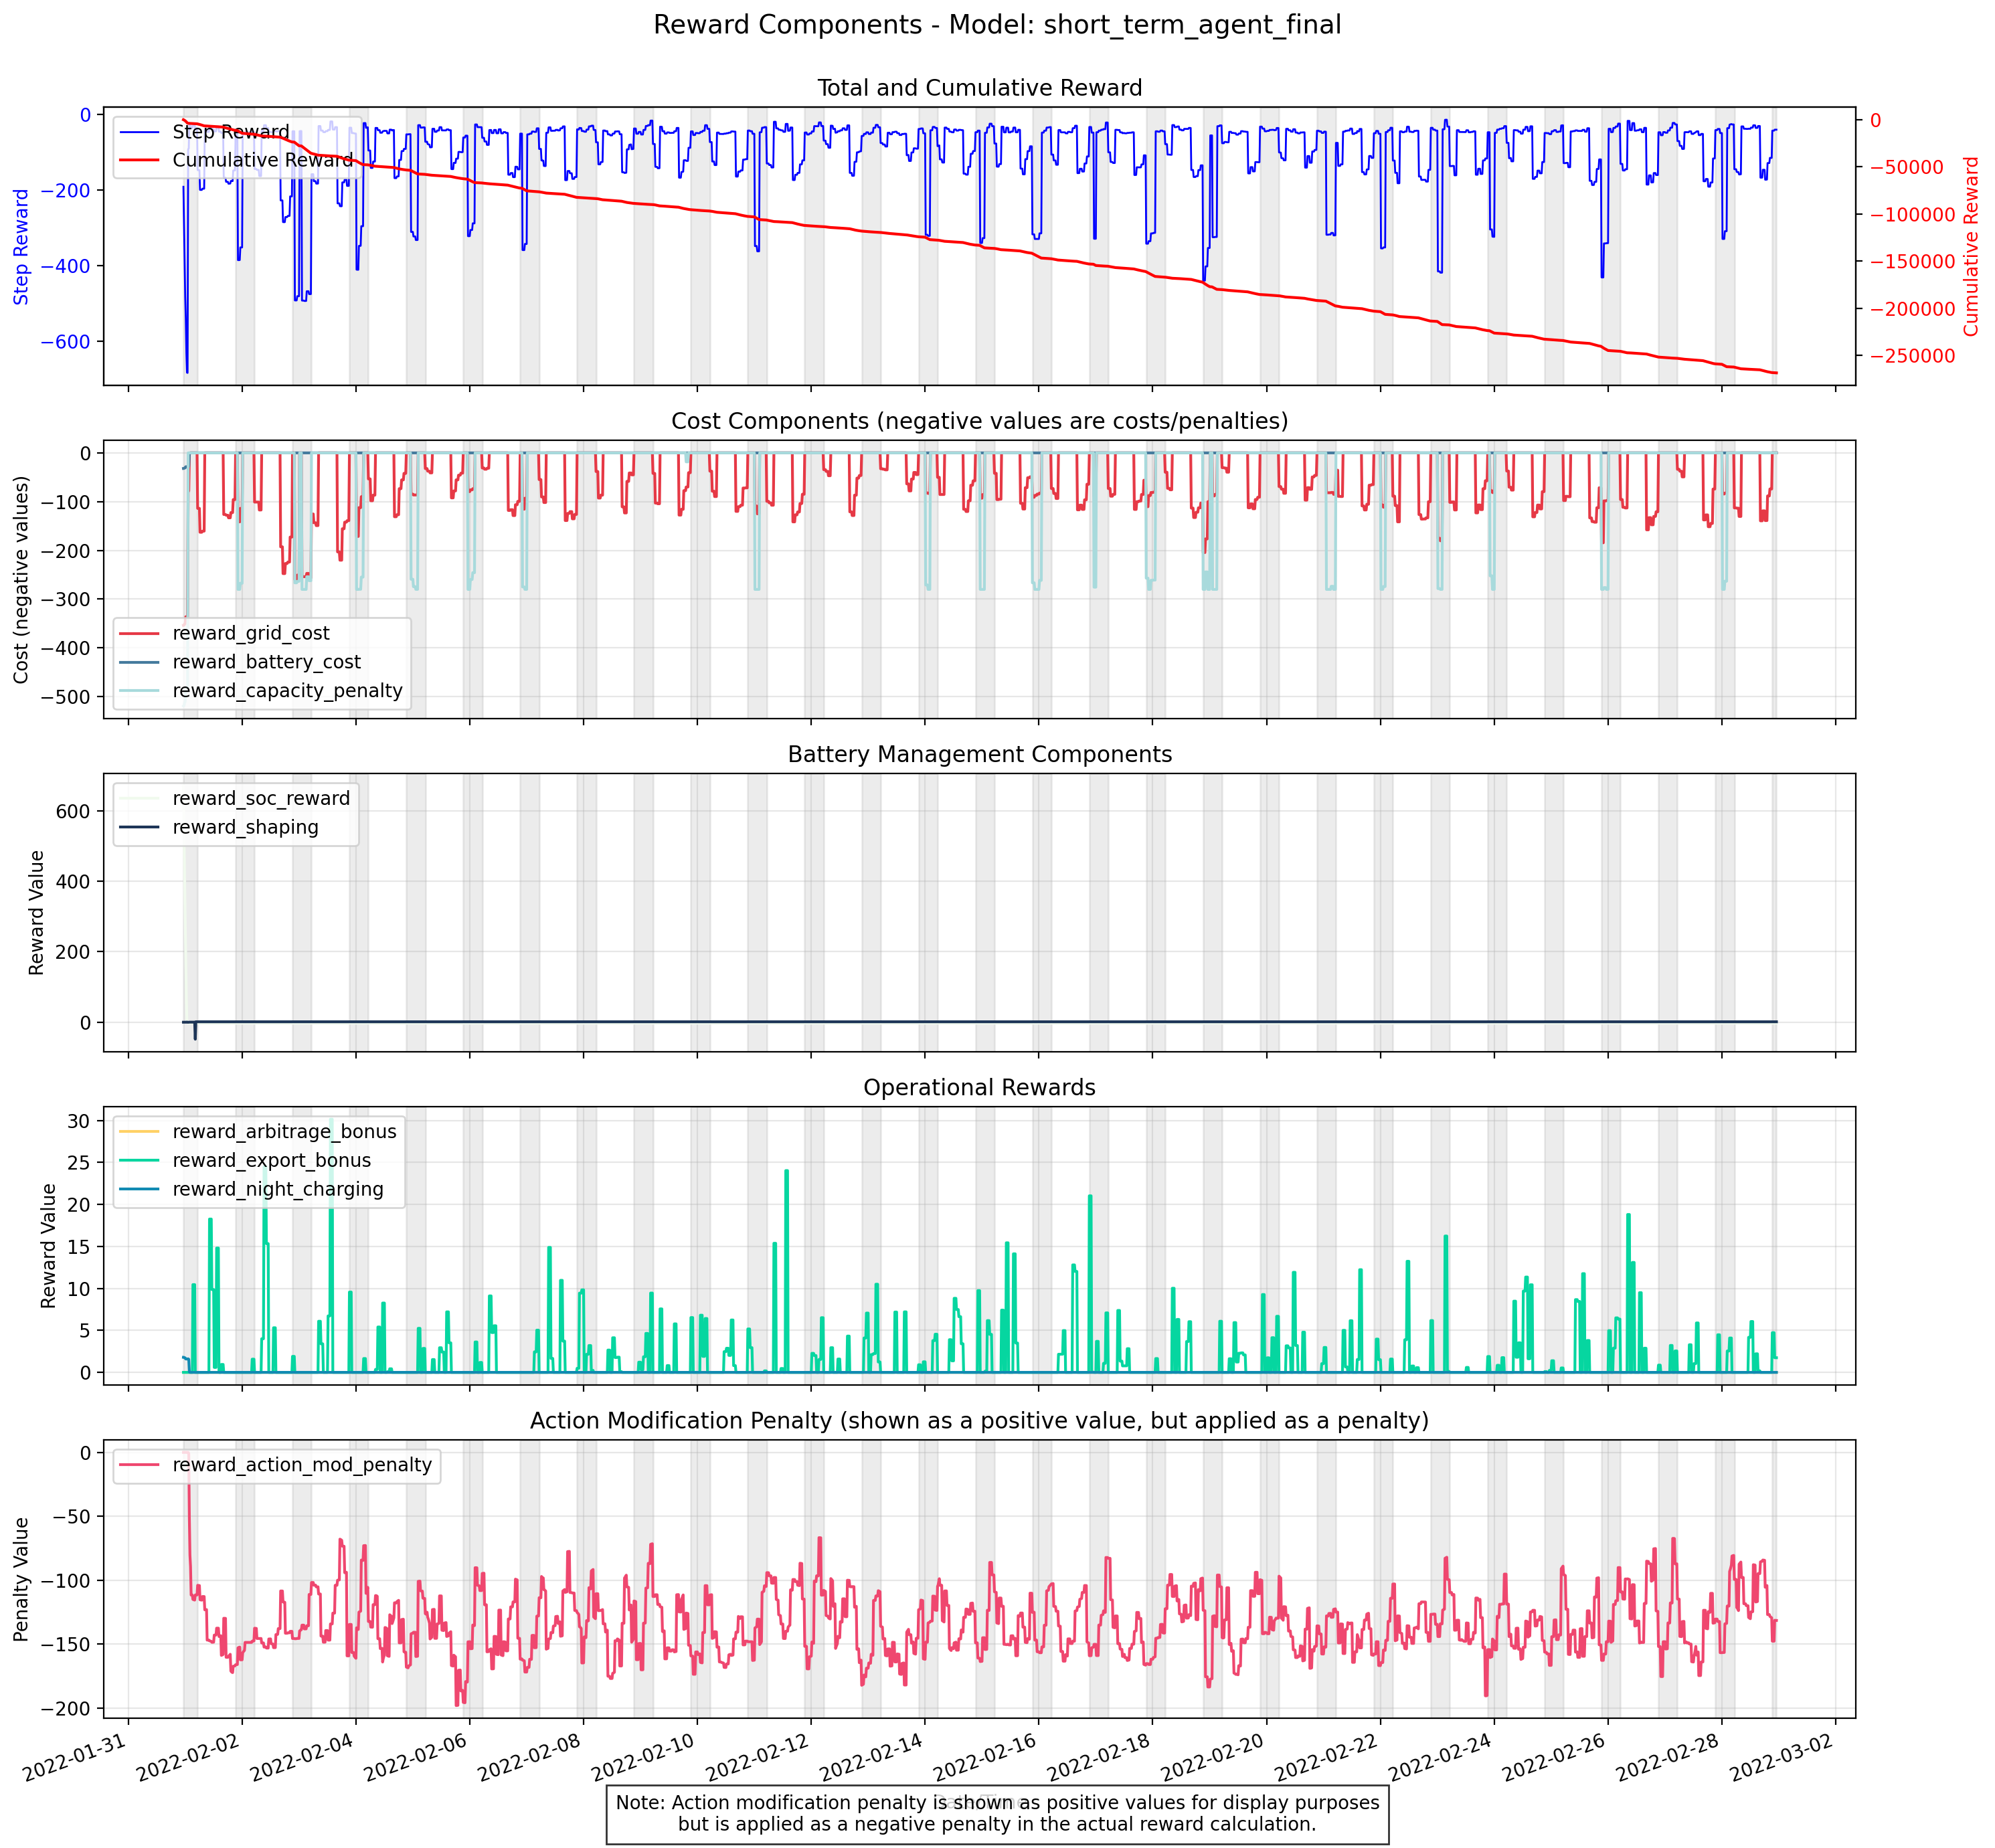 Reward Components - Model: short_term_agent_final
Total and Cumulative Reward
Step Reward
Cumulative Reward
0
−200
−400
−600
Step Reward
0
−50000
−100000
−150000
−200000
−250000
Cumulative Reward
Cost Components (negative values are costs/penalties)
0
−100
−200
−300
−400
−500
Cost (negative values)
reward_grid_cost
reward_battery_cost
reward_capacity_penalty
Battery Management Components
reward_soc_reward
reward_shaping
600
400
200
0
Reward Value
Operational Rewards
reward_arbitrage_bonus
reward_export_bonus
reward_night_charging
30
25
20
15
10
5
0
Reward Value
Action Modification Penalty (shown as a positive value, but applied as a penalty)
reward_action_mod_penalty
0
−50
−100
−150
−200
Penalty Value
2022-01-31
2022-02-02
2022-02-04
2022-02-06
2022-02-08
2022-02-10
2022-02-12
2022-02-14
2022-02-16
2022-02-18
2022-02-20
2022-02-22
2022-02-24
2022-02-26
2022-02-28
2022-03-02
Note: Action modification penalty is shown as positive values for display purposes
but is applied as a negative penalty in the actual reward calculation.